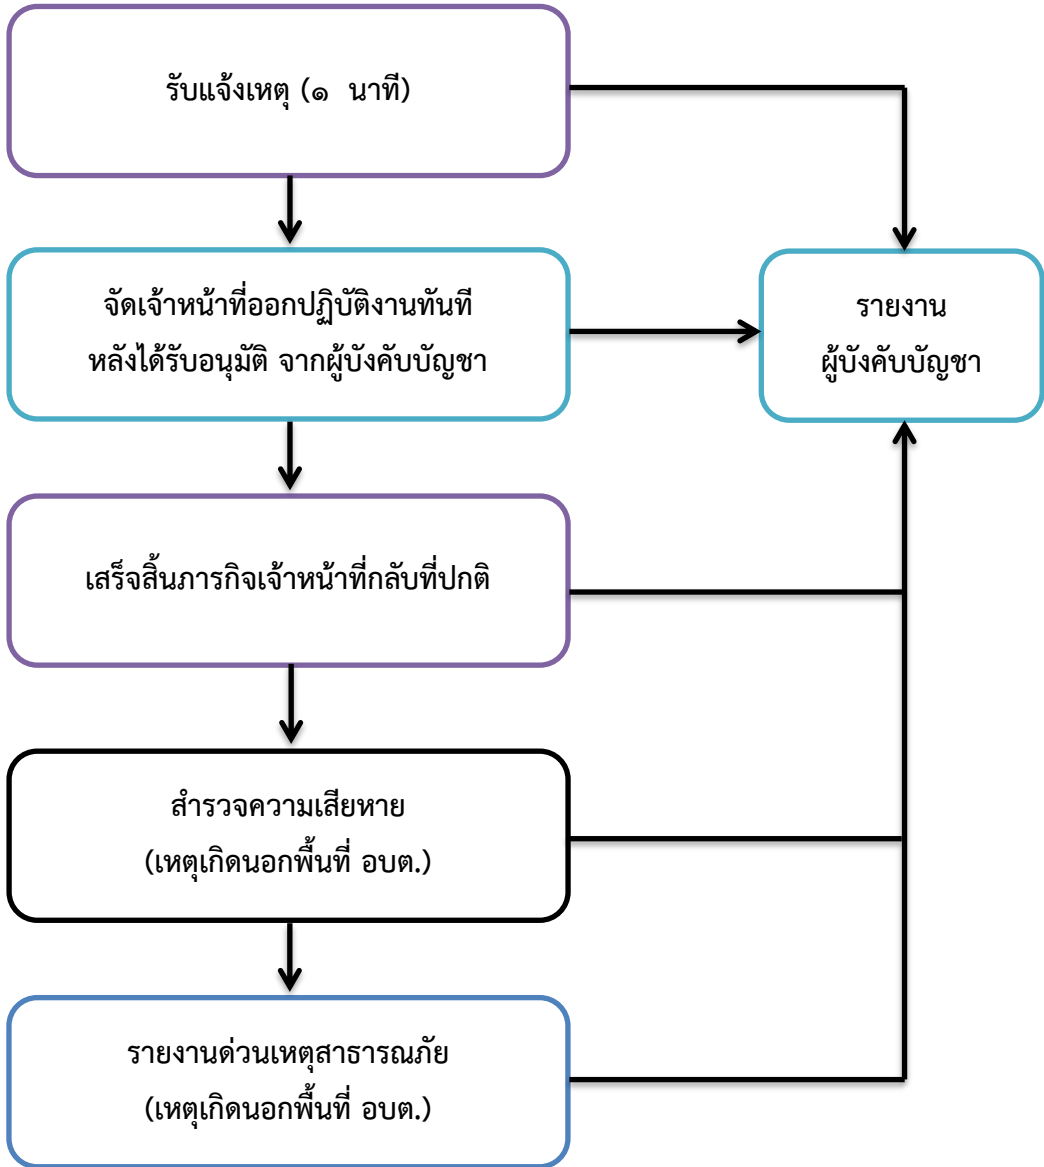 รับแจ้งเหตุ (๑ นาที)
จัดเจ้าหน้าที่ออกปฏิบัติงานทันที
หลังได้รับอนุมัติ จากผู้บังคับบัญชา
รายงาน
ผู้บังคับบัญชา
เสร็จสิ้นภารกิจเจ้าหน้าที่กลับที่ปกติ
สำรวจความเสียหาย
(เหตุเกิดนอกพื้นที่ อบต.)
รายงานด่วนเหตุสาธารณภัย
(เหตุเกิดนอกพื้นที่ อบต.)